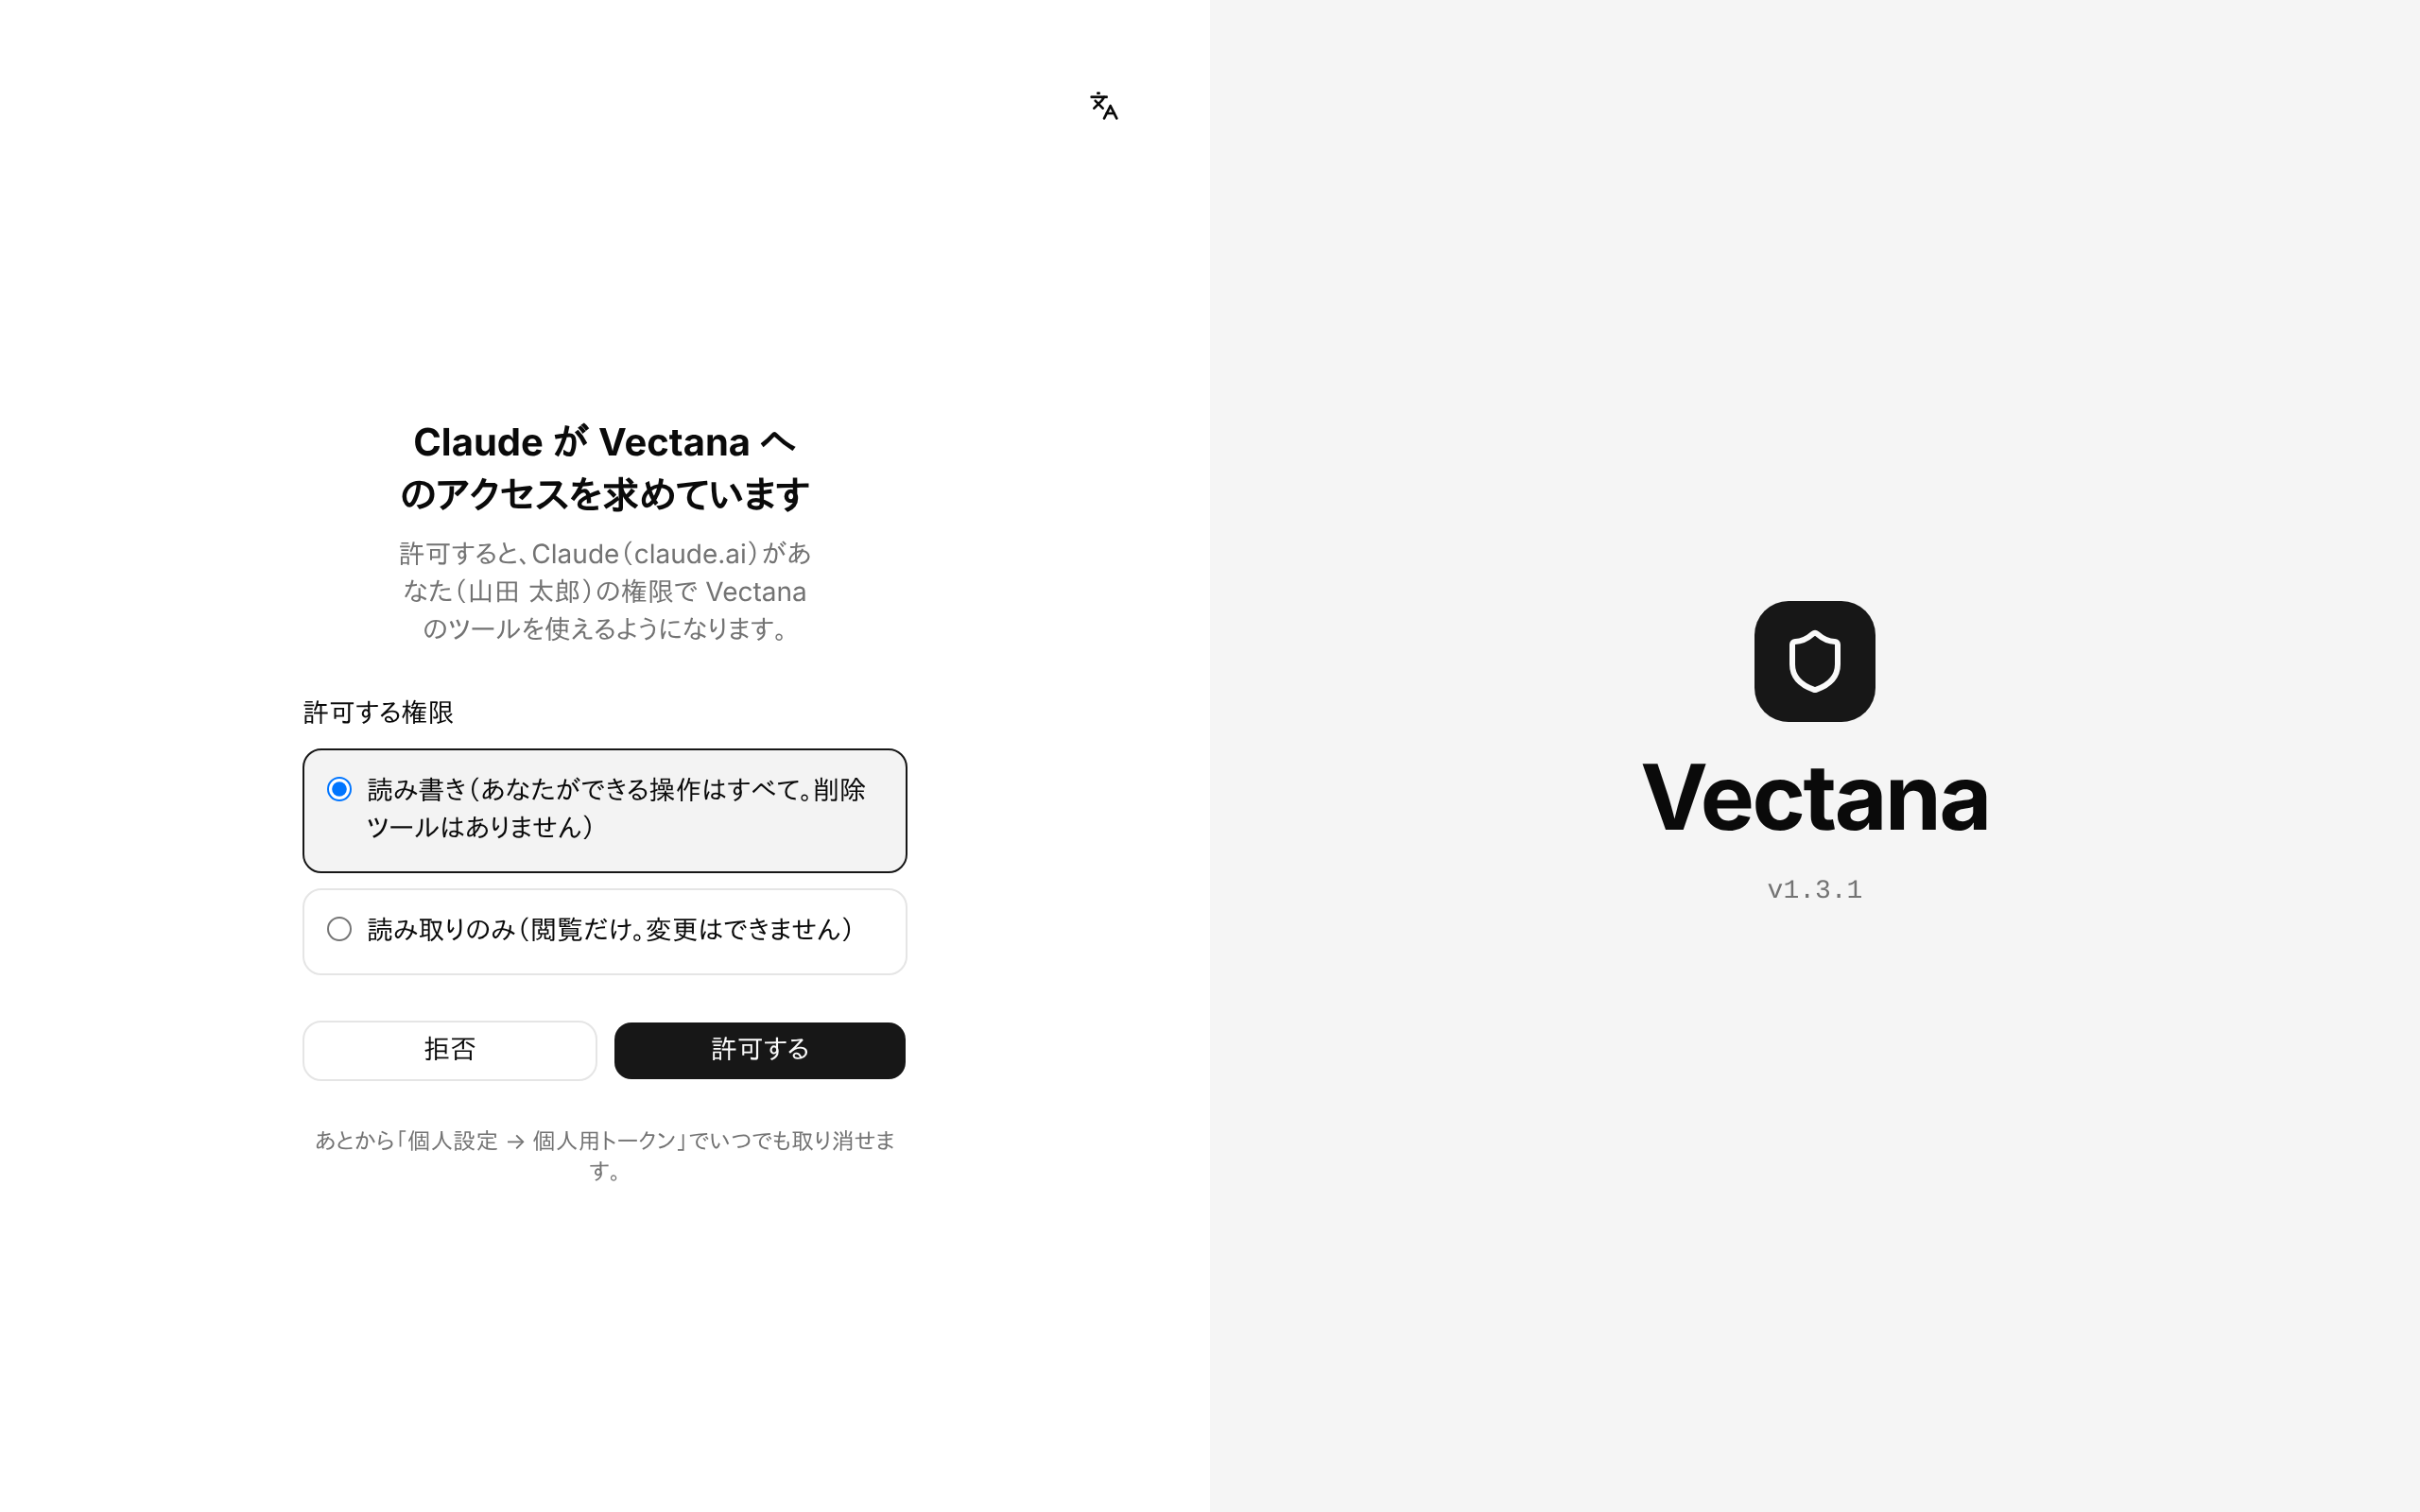 Claude が Vectana へ
のアクセスを求めています
許可すると、Claude（claude.ai）があ
なた（山田 太郎）の権限で Vectana
のツールを使えるようになります。
許可する権限
読み書き（あなたができる操作はすべて。削除
ツールはありません）
読み取りのみ（閲覧だけ。変更はできません）
拒否
許可する
あとから「個人設定 → 個人用トークン」でいつでも取り消せま
す。
Vectana
v1.3.1